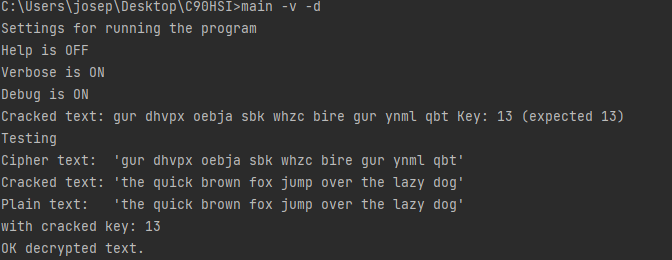 C:\Users\josep\Desktop\C9OHSI>main -v -d
Settings for running the program
Help is OFF
Verbose is ON
Debug is ON
Cracked text: gur dhvpx oebja sbk whzc bire gur ynml qbt Key: 13 (expected 13)
Testing
Cipher text:  'gur dhvpx oebja sbk whzc bire gur ynml qbt'
Cracked text: 'the quick brown fox jump over the lazy dog'
Plain text:   'the quick brown fox jump over the lazy dog'
with cracked key: 13
OK decrypted text.